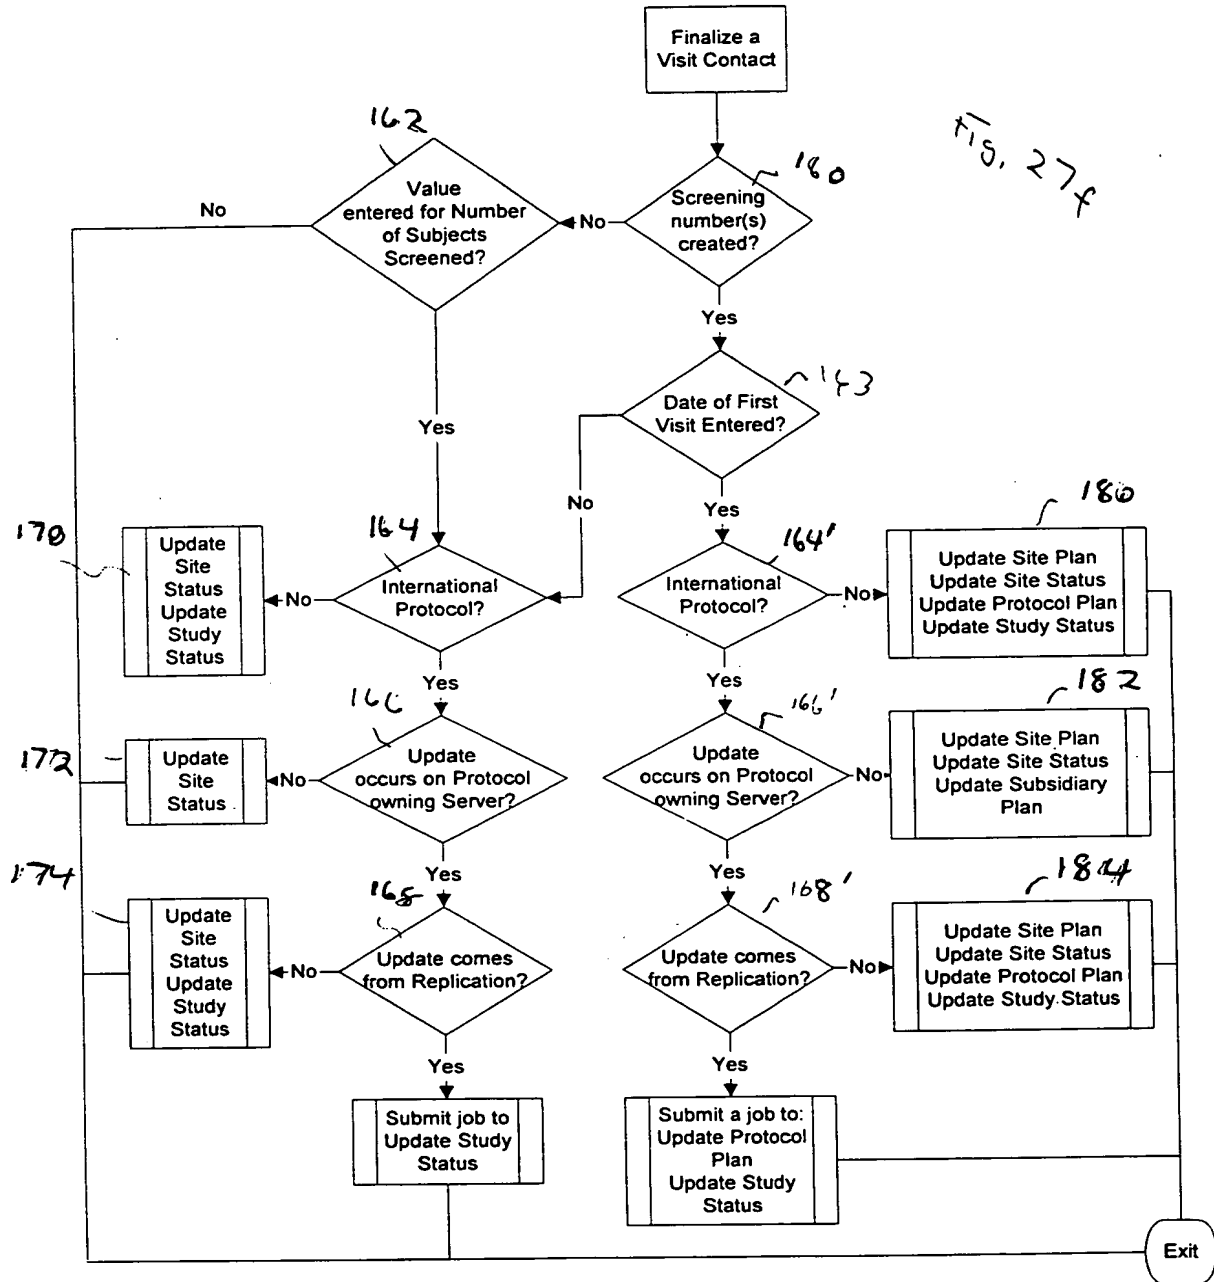 Finalize a
Visit Contact
Fig. 27f
162
180
Value
entered for Number
of Subjects
Screened?
No
No
Screening
number(s)
created?
Yes
143
Date of First
Visit Entered?
Yes
No
Yes
178
Update
Site
Status
Update
Study
Status
No
164
International
Protocol?
164'
International
Protocol?
No
180
Update Site Plan
Update Site Status
Update Protocol Plan
Update Study Status
Yes
Yes
172
Update
Site
Status
No
166
Update
occurs on Protocol
owning Server?
166'
Update
occurs on Protocol
owning Server?
No
182
Update Site Plan
Update Site Status
Update Subsidiary
Plan
Yes
Yes
174
Update
Site
Status
Update
Study
Status
No
168
Update comes
from Replication?
168'
Update comes
from Replication?
No
184
Update Site Plan
Update Site Status
Update Protocol Plan
Update Study Status
Yes
Yes
Submit job to
Update Study
Status
Submit a job to:
Update Protocol
Plan
Update Study
Status
Exit